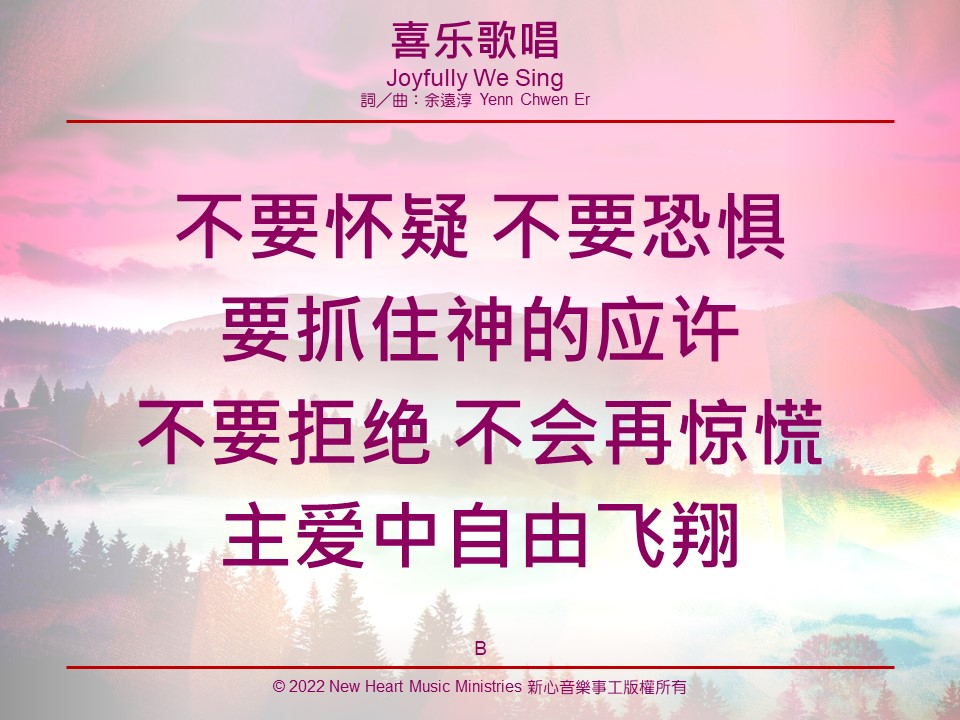 喜乐歌唱
Joyfully We Sing
詞／曲：余遠淳 Yenn Chwen Er
不要怀疑 不要恐惧
要抓住神的应许
不要拒绝 不会再惊慌
主爱中自由飞翔
B
© 2022 New Heart Music Ministries 新心音樂事工版權所有